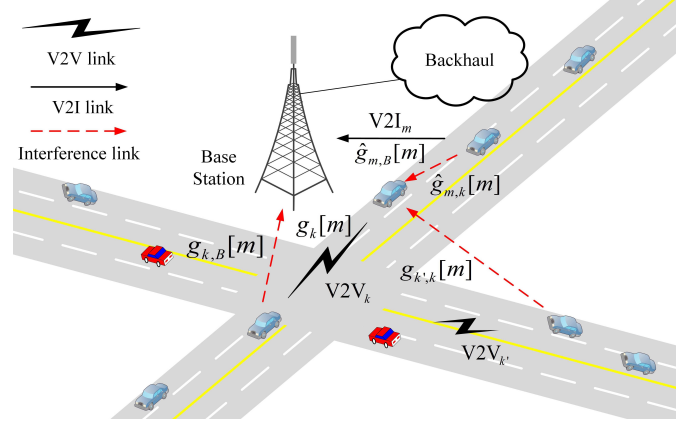 V2V link
V2I link
Interference link
Base
Station
Backhaul
V2I_m
ĝ_{m,B}[m]
ĝ_{m,k}[m]
g_{k,B}[m]
g_k[m]
V2V_k
g_{k',k}[m]
V2V_{k'}